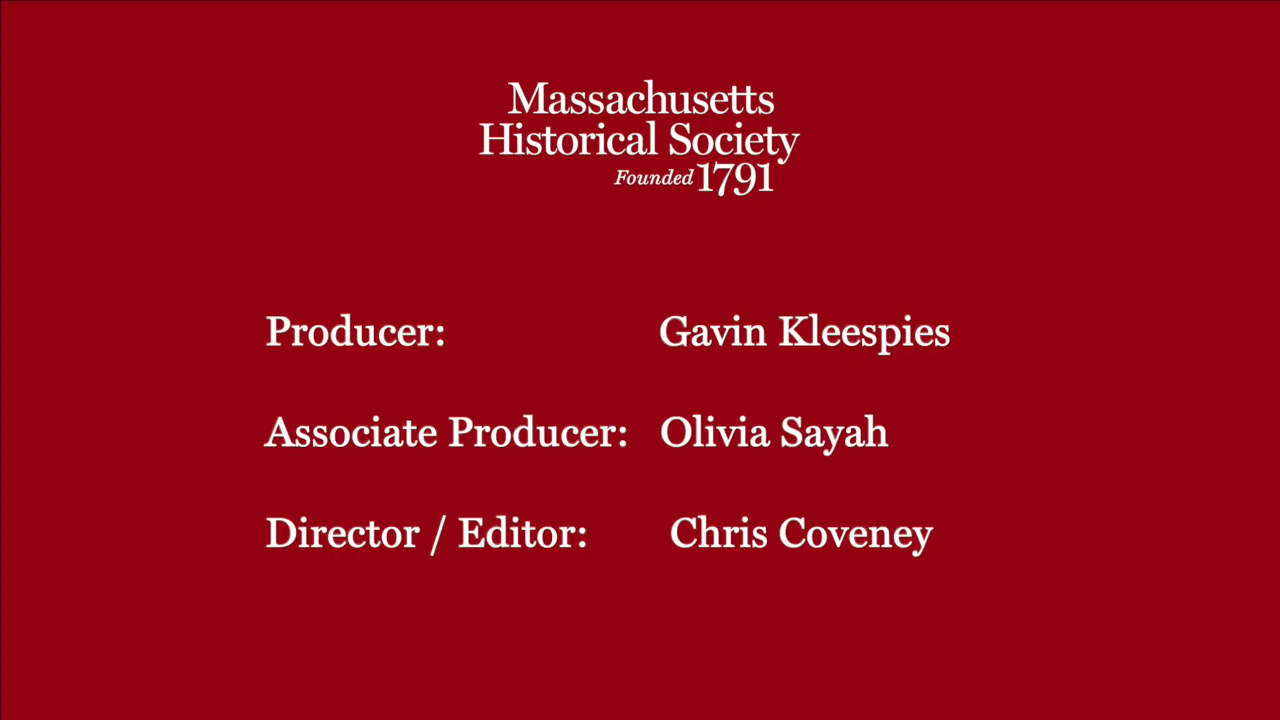 Massachusetts
Historical Society
Founded 1791
Producer: Gavin Kleespies
Associate Producer: Olivia Sayah
Director / Editor: Chris Coveney